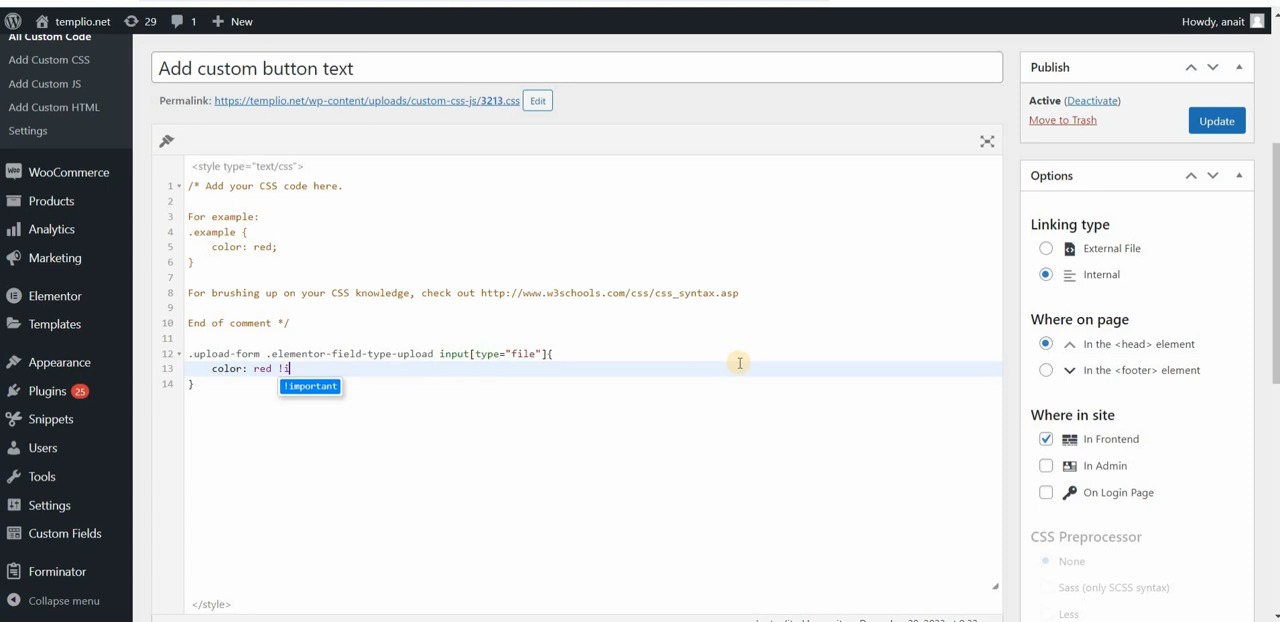 templio.net 29 1 New Howdy, anait
All Custom Code
Add Custom CSS
Add Custom JS
Add Custom HTML
Settings
WooCommerce
Products
Analytics
Marketing
Elementor
Templates
Appearance
Plugins 25
Snippets
Users
Tools
Settings
Custom Fields
Forminator
Collapse menu
Add custom button text
Permalink: https://templio.net/wp-content/uploads/custom-css-js/3213.css Edit
<style type="text/css">
1 /* Add your CSS code here.
2
3 For example:
4 .example {
5 color: red;
6 }
7
8 For brushing up on your CSS knowledge, check out http://www.w3schools.com/css/css_syntax.asp
9
10 End of comment */
11
12 .upload-form .elementor-field-type-upload input[type="file"]{
13 color: red !i
!important
14 }
</style>
Publish
Active (Deactivate)
Move to Trash
Update
Options
Linking type
External File
Internal
Where on page
In the <head> element
In the <footer> element
Where in site
In Frontend
In Admin
On Login Page
CSS Preprocessor
None
Sass (only SCSS syntax)
Less